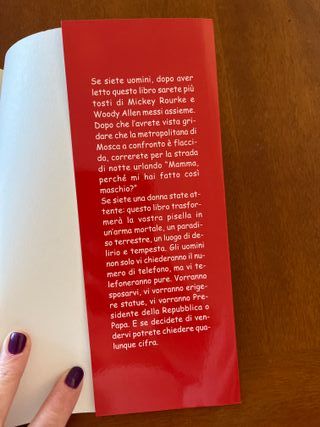 Se siete uomini, dopo aver
letto questo libro sarete più
tosti di Mickey Rourke e
Woody Allen messi assieme.
Dopo che l'avrete vista gri-
dare che la metropolitana di
Mosca a confronto è flacci-
da, correrete per la strada
di notte urlando "Mamma,
perché mi hai fatto così
maschio?"
Se siete una donna state at-
tente: questo libro trasfor-
merà la vostra pisella in
un'arma mortale, un paradi-
so terrestre, un luogo di de-
lirio e tempesta. Gli uomini
non solo vi chiederanno il nu-
mero di telefono, ma vi te-
lefoneranno pure. Vorranno
sposarvi, vi vorranno erige-
re statue, vi vorranno Pre-
sidente della Repubblica o
Papa. E se decidete di ven-
dervi potrete chiedere qua-
lunque cifra.